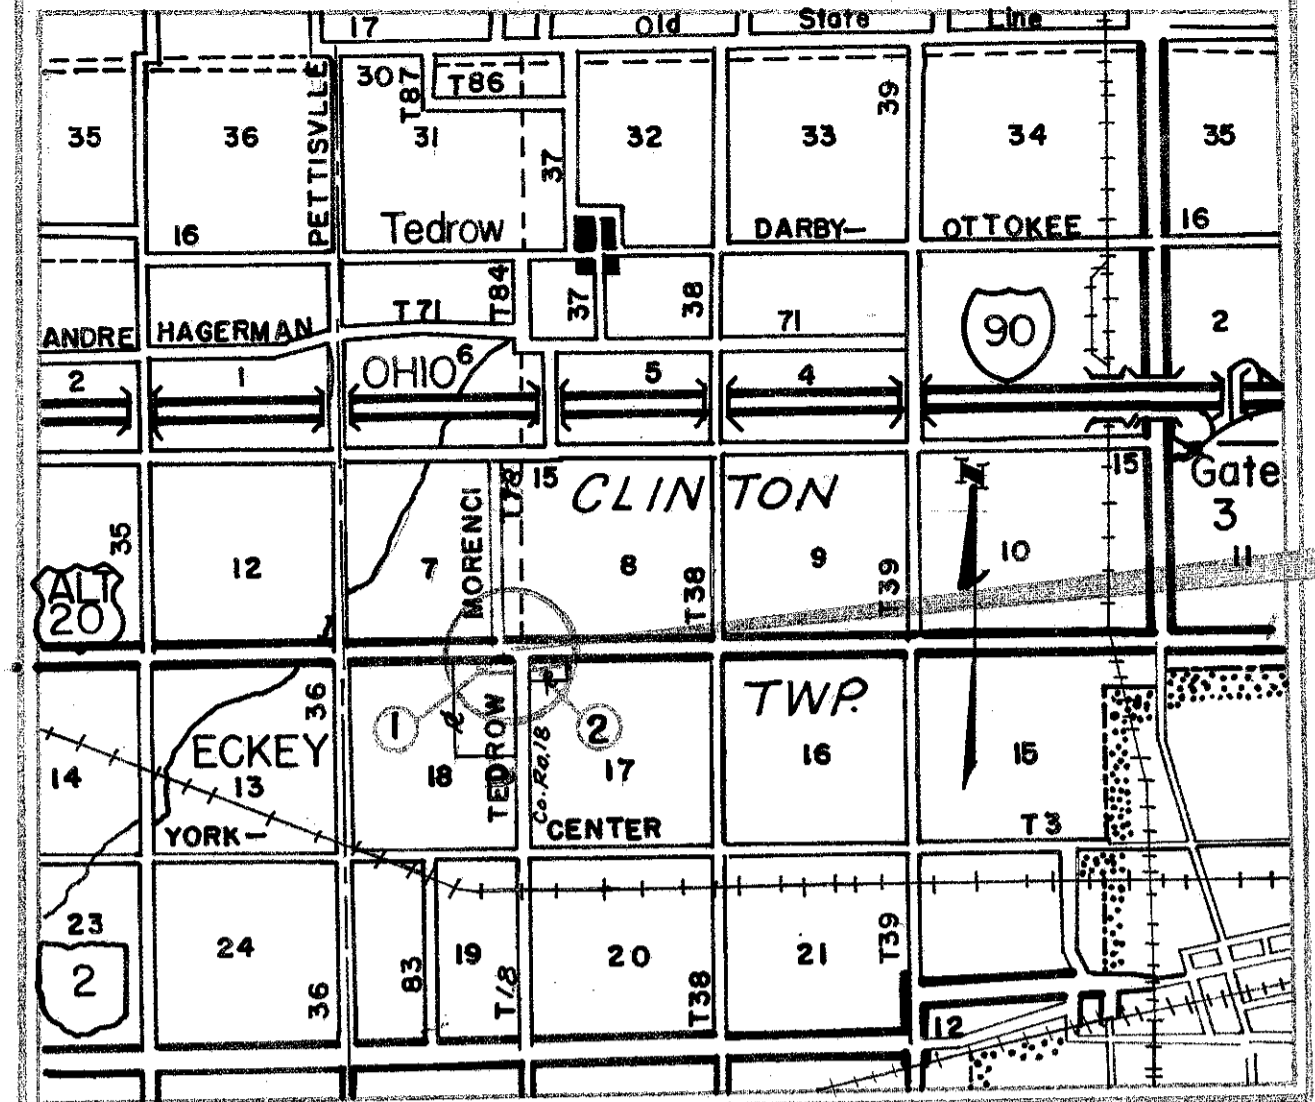 17 Old State Line
30 T87 T86 39
35 36 PETTISVLLE 31 37 32 33 34 35
16 Tedrow DARBY— OTTOKEE 16
T84 37 38
ANDRE HAGERMAN T71 71 90 2
2 1 OHIO 6 5 4
15 CLINTON 15 Gate
3
35 12 7 MORENCI 8 T38 9 T39 10 11
ALT
20
36 1 TEDROW 2 TWP.
ECKEY Co. Rd. 18
14 13 18 17 16 15
YORK— CENTER T3
23 24 19 20 21 T39
2 36 83 T/8 T38
12